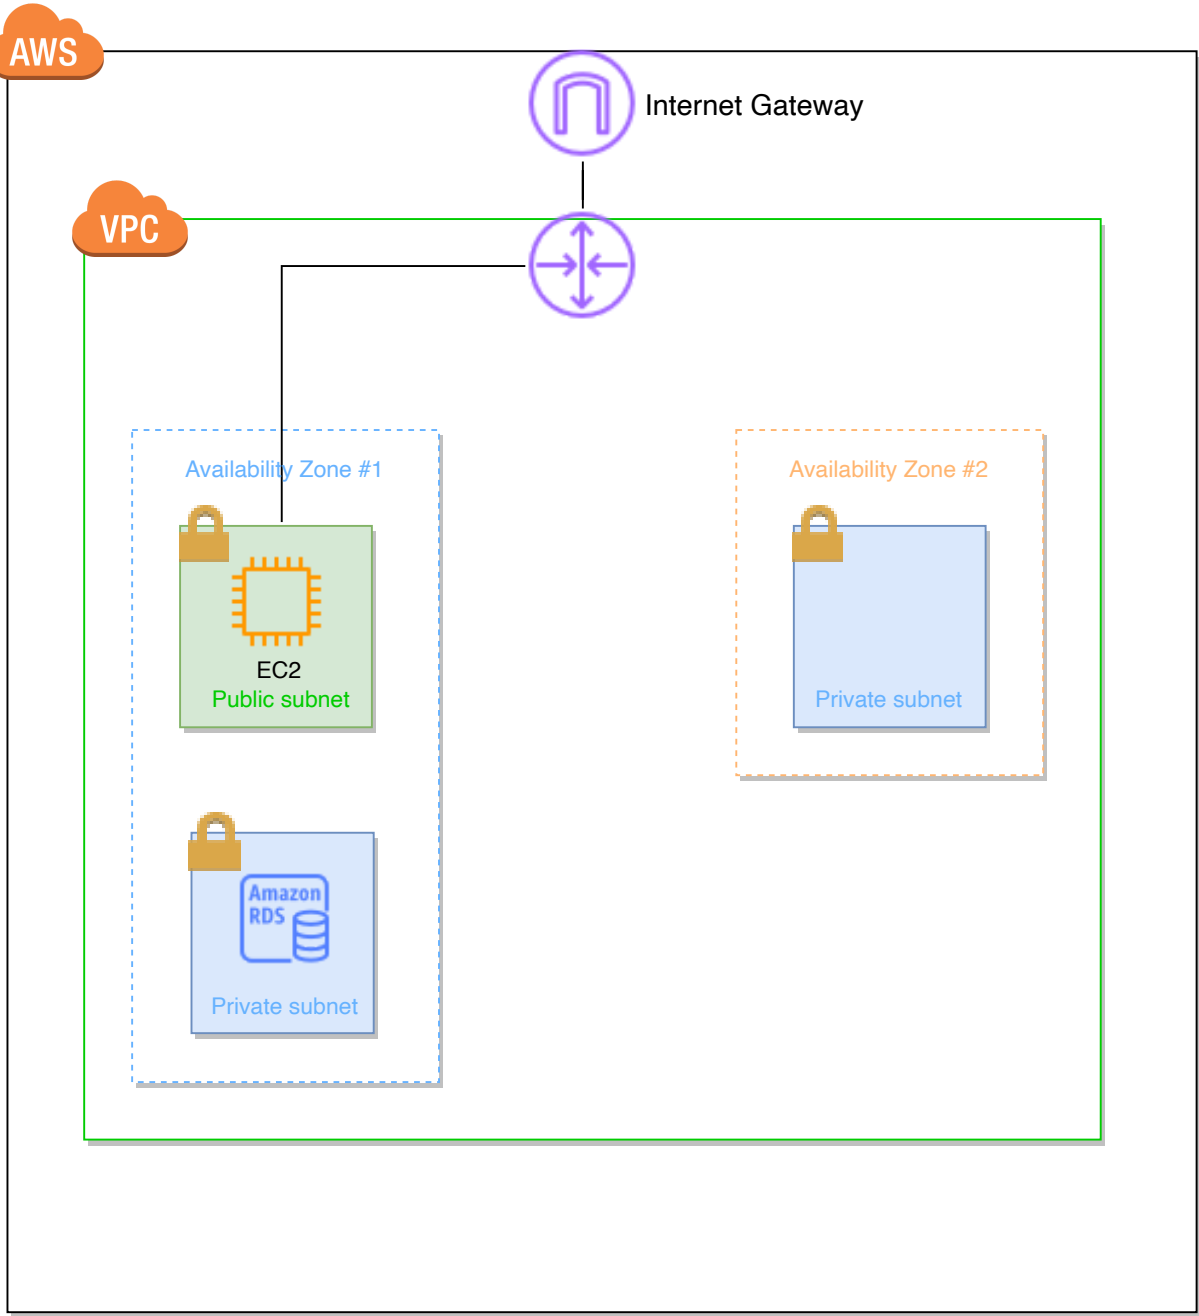 AWS
Internet Gateway
VPC
Availability Zone #1
Availability Zone #2
EC2
Public subnet
Private subnet
Amazon
RDS
Private subnet